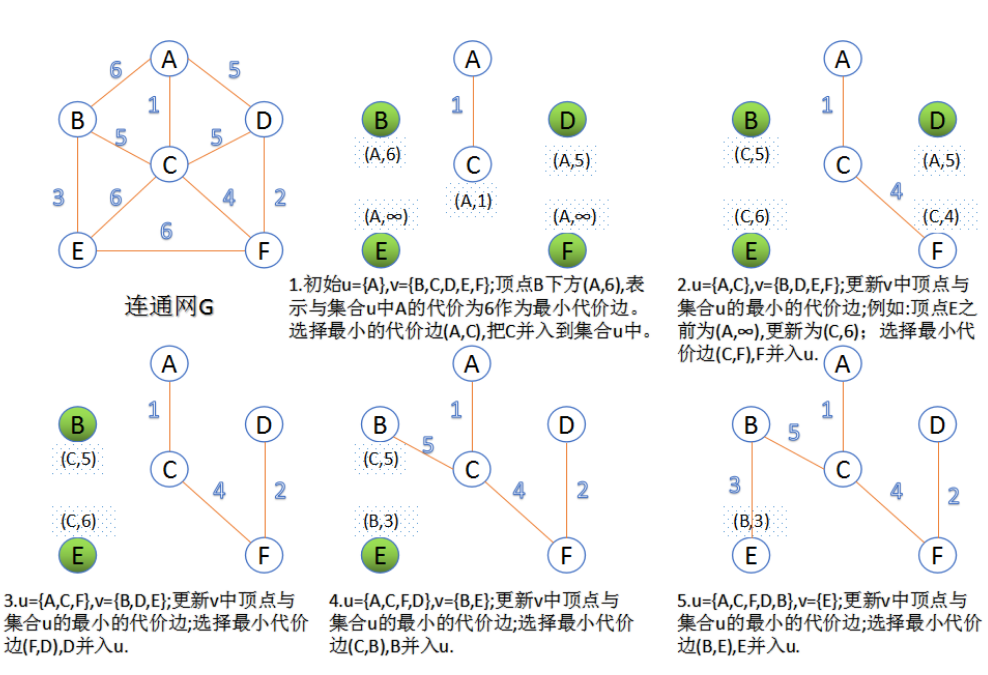 A
6
5
1
B
D
5
5
C
3
6
4
2
6
E
F
连通网G
A
1
B
D
(A,6)
(A,5)
C
(A,1)
(A,∞)
(A,∞)
E
F
1.初始u={A},v={B,C,D,E,F};顶点B下方(A,6),表
示与集合u中A的代价为6作为最小代价边。
选择最小的代价边(A,C),把C并入到集合u中。
A
1
B
D
(C,5)
(A,5)
C
4
(C,6)
(C,4)
E
F
2.u={A,C},v={B,D,E,F};更新v中顶点与
集合u的最小的代价边;例如:顶点E之
前为(A,∞),更新为(C,6)；选择最小代
价边(C,F),F并入u.
A
1
B
D
(C,5)
C
4
2
(C,6)
E
F
3.u={A,C,F},v={B,D,E};更新v中顶点与
集合u的最小的代价边;选择最小代价
边(F,D),D并入u.
A
1
B
D
5
(C,5)
C
4
2
(B,3)
E
F
4.u={A,C,F,D},v={B,E};更新v中顶点与
集合u的最小的代价边;选择最小代价
边(C,B),B并入u.
A
1
B
D
5
C
3
4
2
(B,3)
E
F
5.u={A,C,F,D,B},v={E};更新v中顶点与
集合u的最小的代价边;选择最小代价
边(B,E),E并入u.